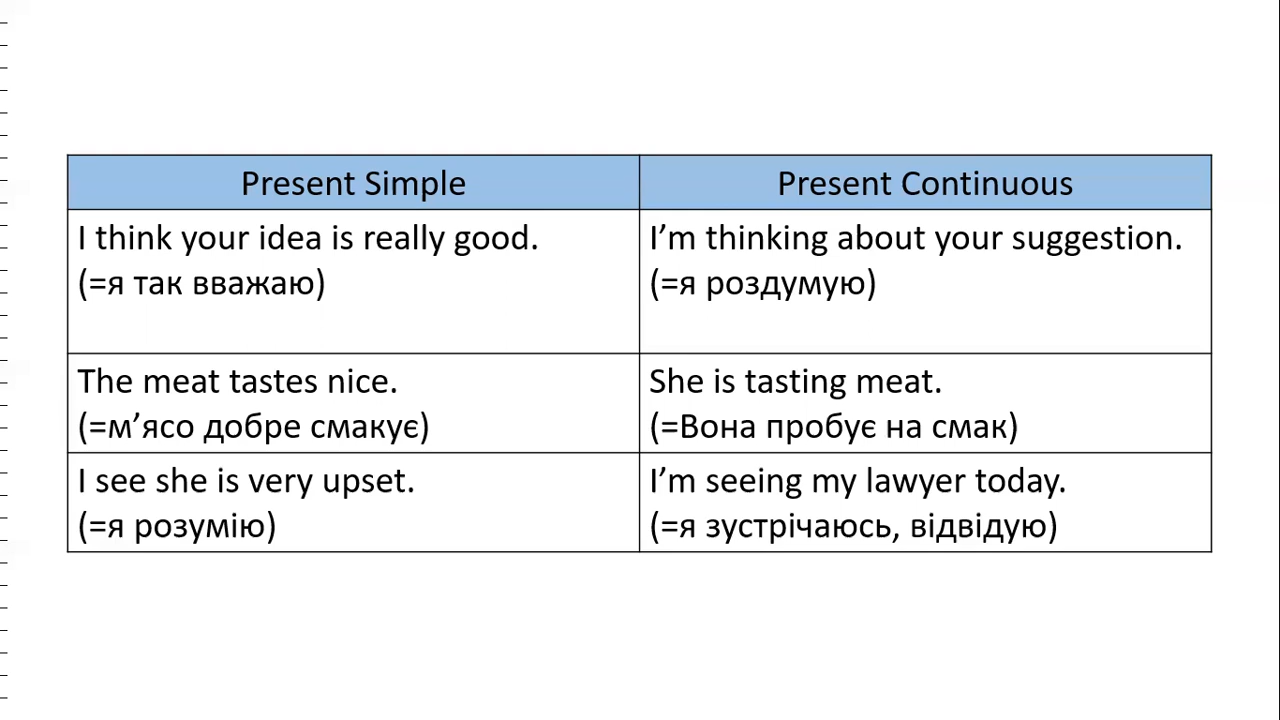 Present Simple
Present Continuous
I think your idea is really good.
(=я так вважаю)
I’m thinking about your suggestion.
(=я роздумую)
The meat tastes nice.
(=м’ясо добре смакує)
She is tasting meat.
(=Вона пробує на смак)
I see she is very upset.
(=я розумію)
I’m seeing my lawyer today.
(=я зустрічаюсь, відвідую)